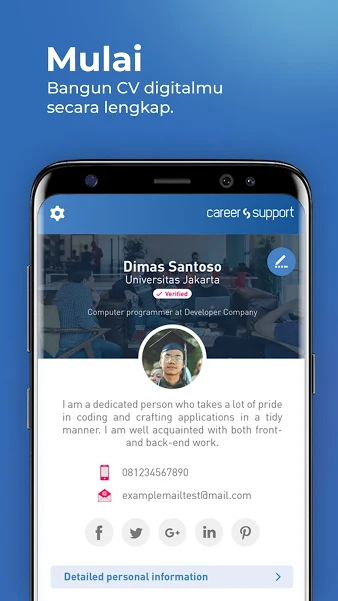 Mulai
Bangun CV digitalmu
secara lengkap.
career support
Dimas Santoso
Universitas Jakarta
Verified
Computer programmer at Developer Company
I am a dedicated person who takes a lot of pride
in coding and crafting applications in a tidy
manner. I am well acquainted with both front-
and back-end work.
081234567890
examplemailtest@mail.com
f
G+
in
Detailed personal information